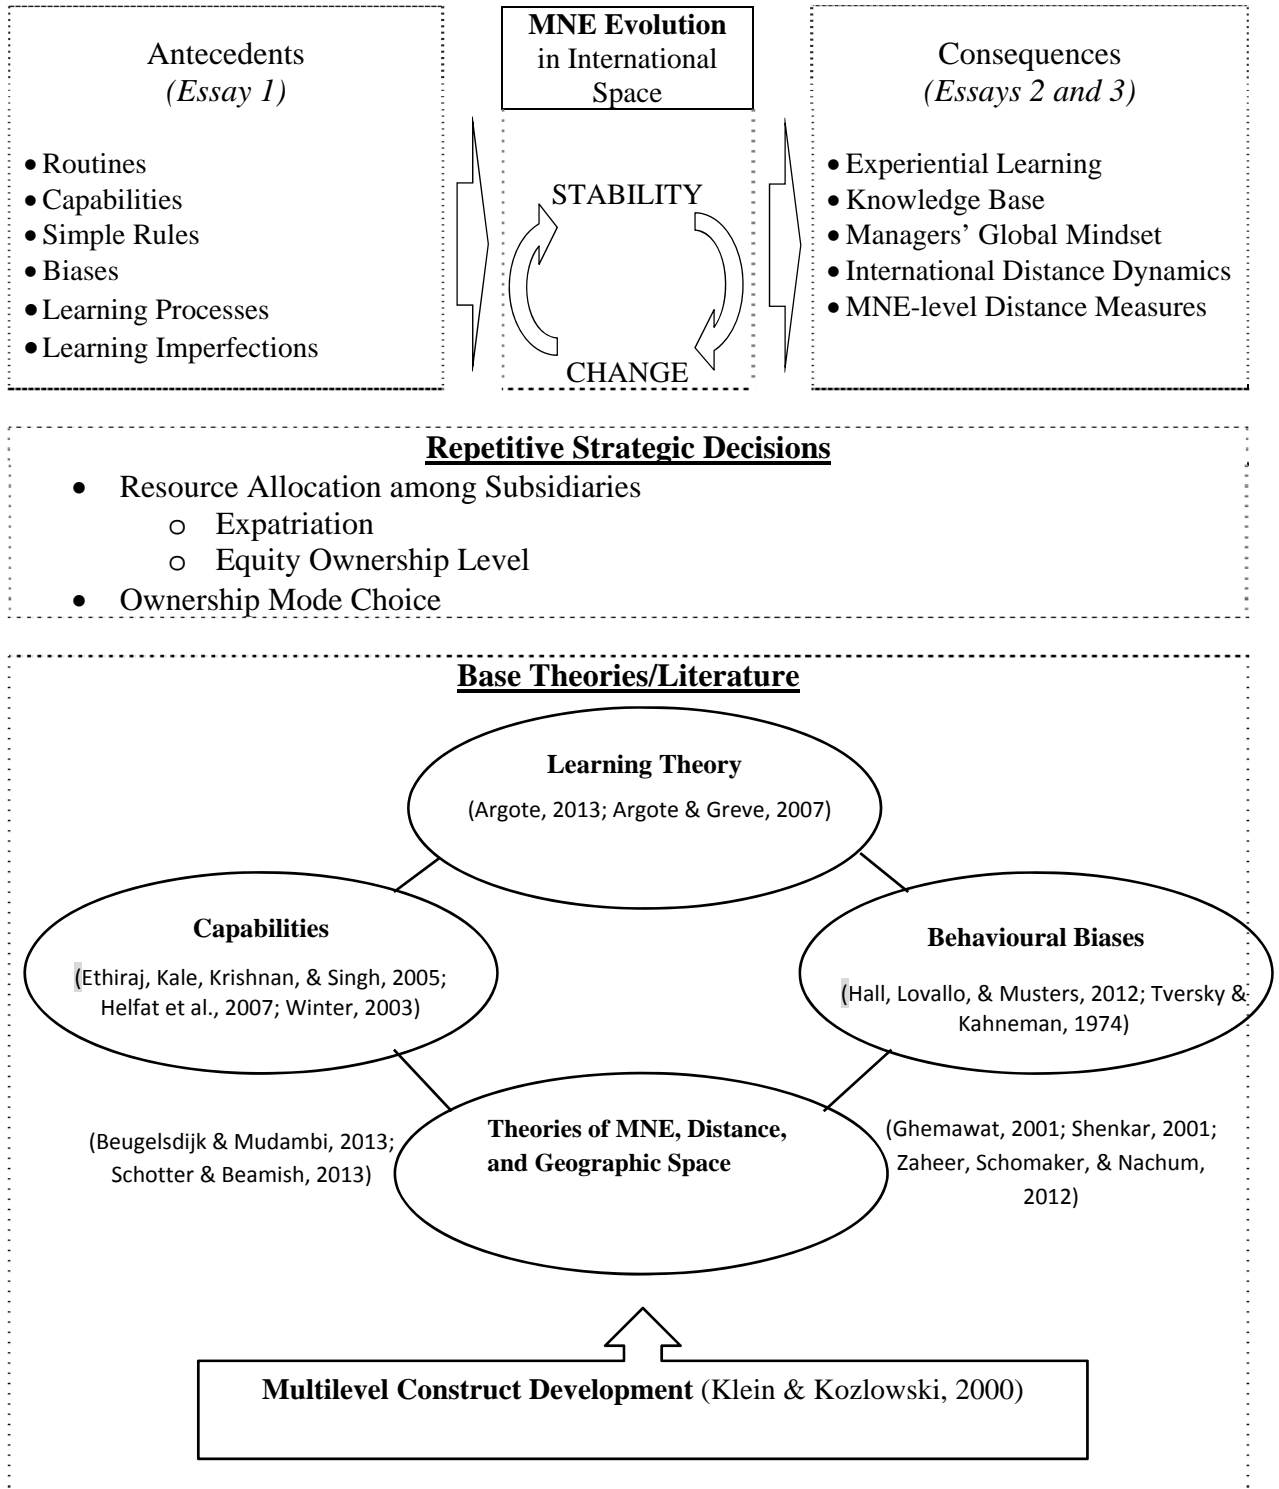 Antecedents
(Essay 1)
• Routines
• Capabilities
• Simple Rules
• Biases
• Learning Processes
• Learning Imperfections
MNE Evolution
in International
Space
STABILITY
CHANGE
Consequences
(Essays 2 and 3)
• Experiential Learning
• Knowledge Base
• Managers’ Global Mindset
• International Distance Dynamics
• MNE-level Distance Measures
Repetitive Strategic Decisions
• Resource Allocation among Subsidiaries
o Expatriation
o Equity Ownership Level
• Ownership Mode Choice
Base Theories/Literature
Learning Theory
(Argote, 2013; Argote & Greve, 2007)
Capabilities
(Ethiraj, Kale, Krishnan, & Singh, 2005;
Helfat et al., 2007; Winter, 2003)
Behavioural Biases
(Hall, Lovallo, & Musters, 2012; Tversky &
Kahneman, 1974)
(Beugelsdijk & Mudambi, 2013;
Schotter & Beamish, 2013)
Theories of MNE, Distance,
and Geographic Space
(Ghemawat, 2001; Shenkar, 2001;
Zaheer, Schomaker, & Nachum,
2012)
Multilevel Construct Development (Klein & Kozlowski, 2000)